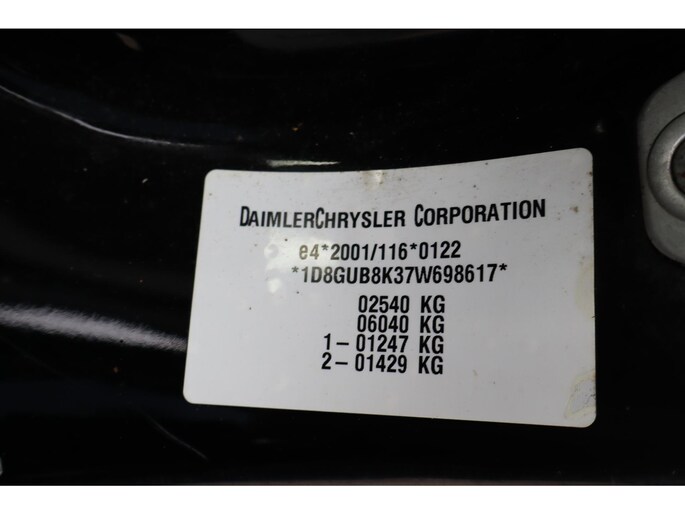 DAIMLERCHRYSLER CORPORATION
e4*2001/116*0122
*1D8GUB8K37W698617*
02540 KG
06040 KG
1-01247 KG
2-01429 KG